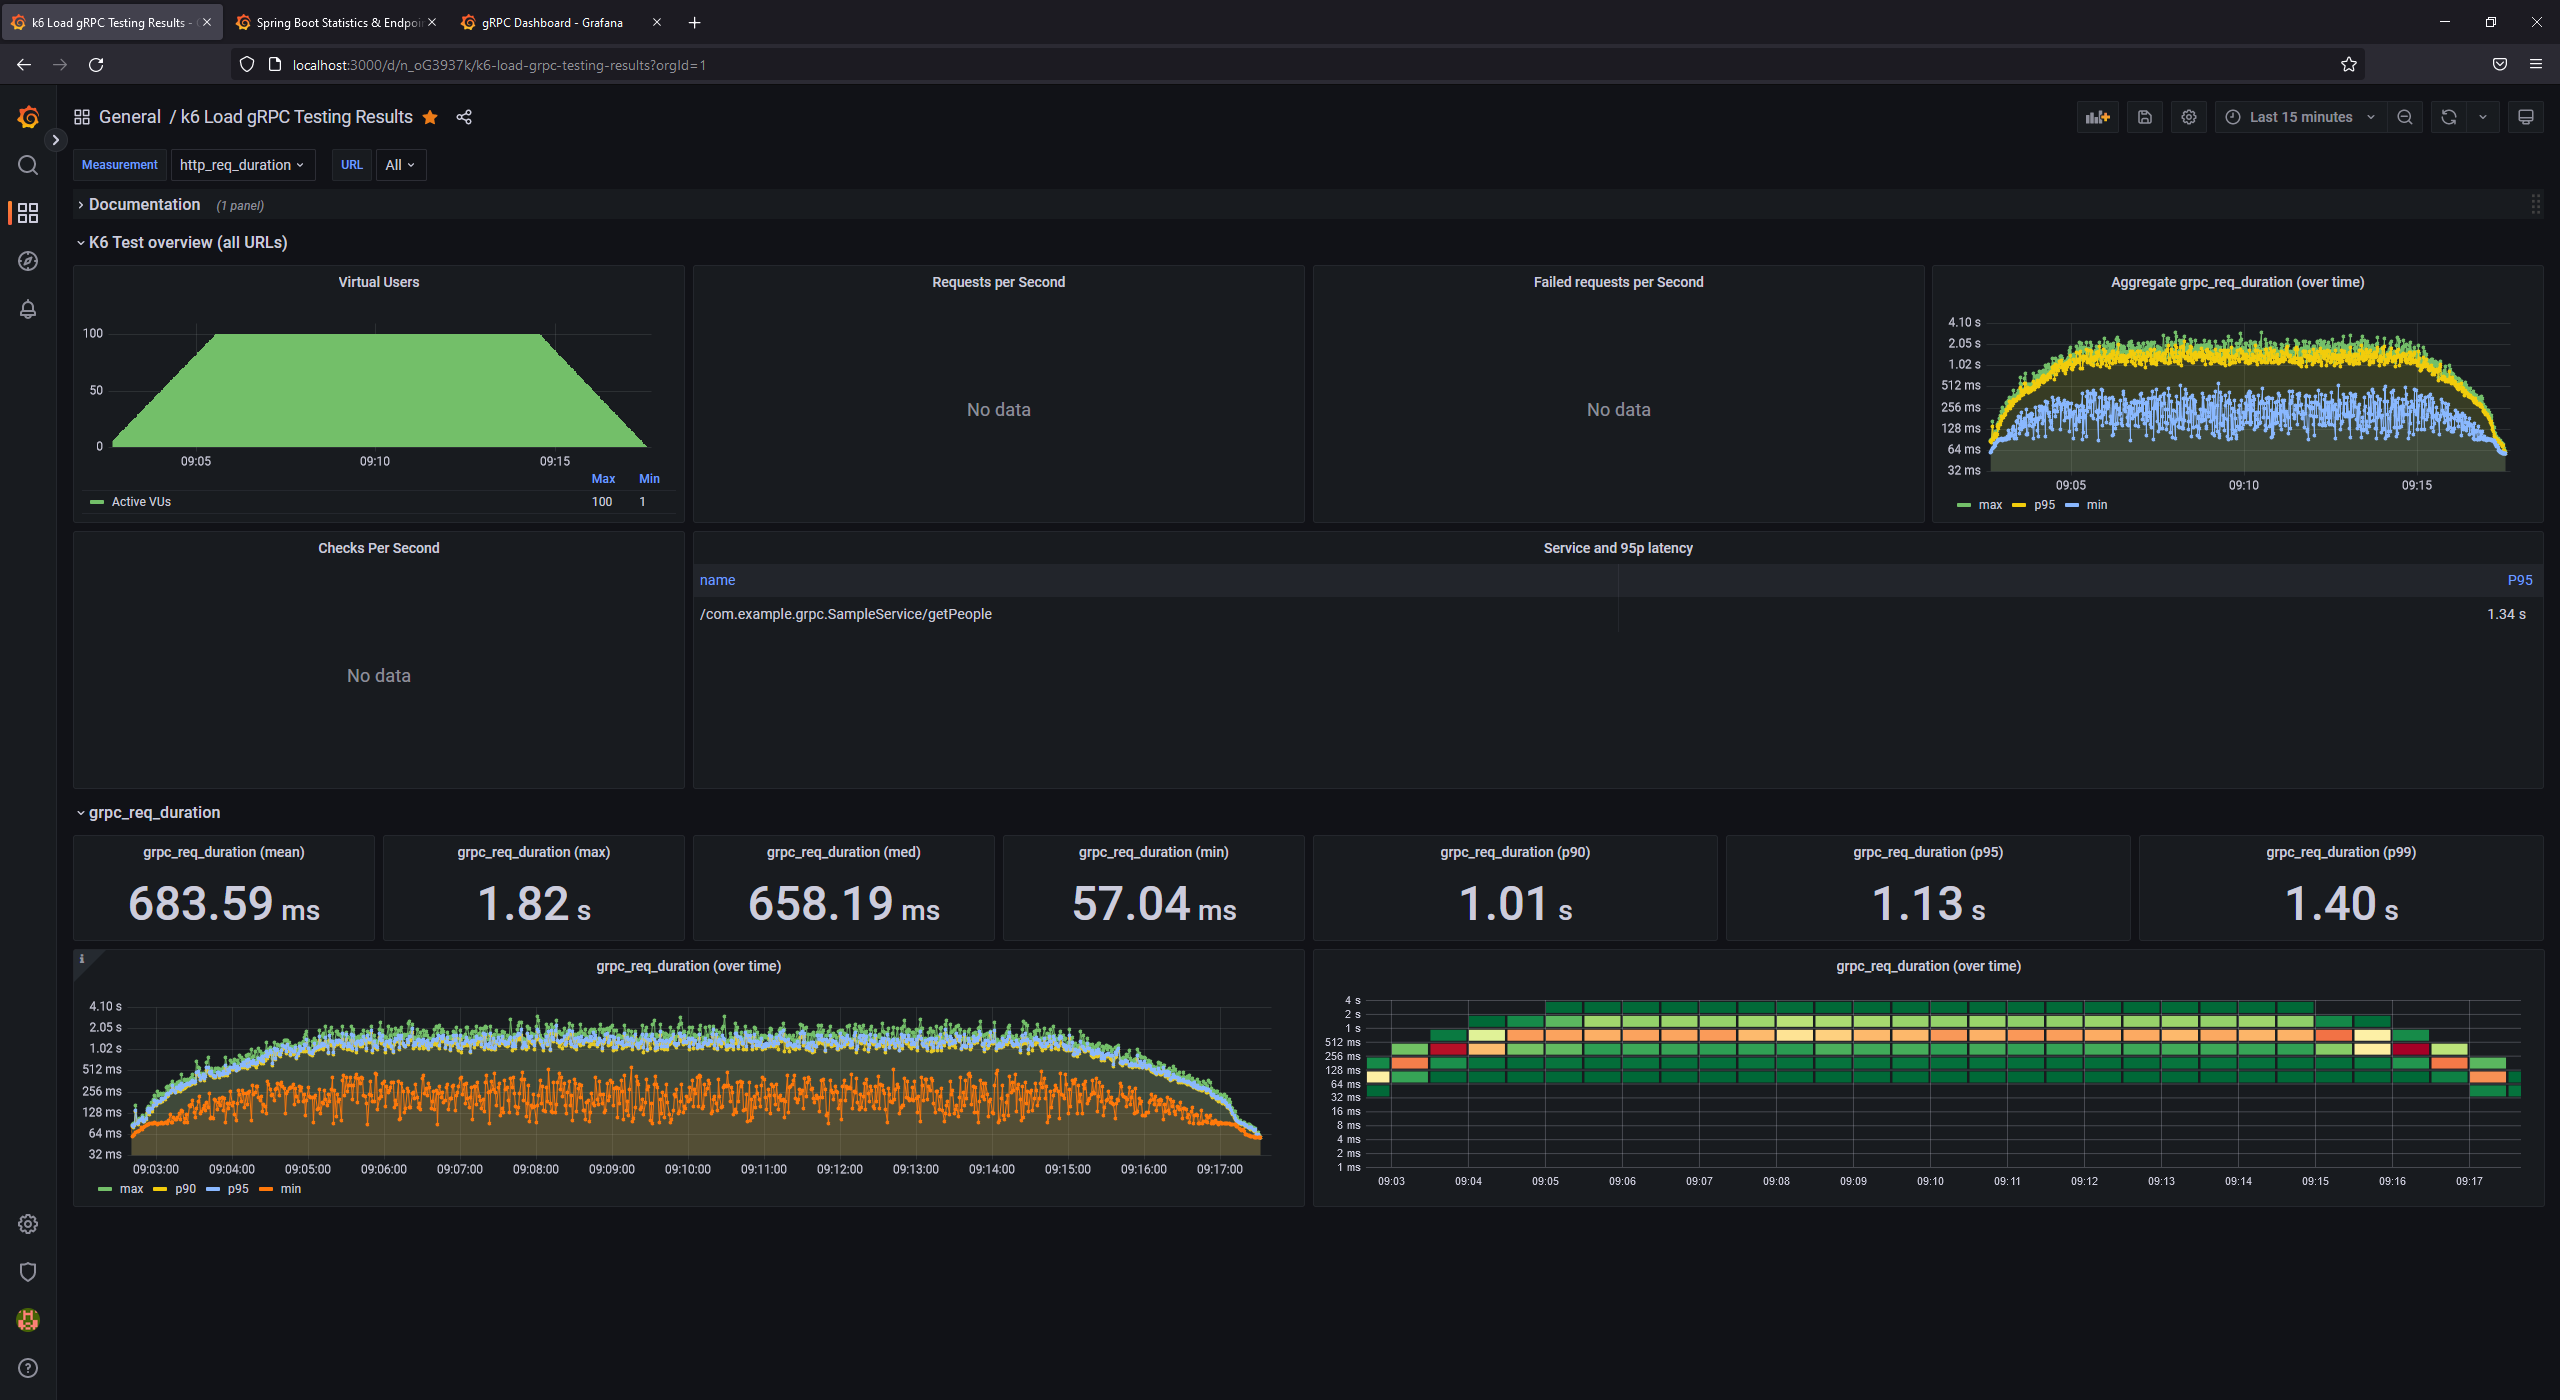 k6 Load gRPC Testing Results -
Spring Boot Statistics & Endpoi
gRPC Dashboard - Grafana
localhost:3000/d/n_oG3937k/k6-load-grpc-testing-results?orgId=1
General / k6 Load gRPC Testing Results
Last 15 minutes
Measurement http_req_duration URL All
Documentation (1 panel)
K6 Test overview (all URLs)
Virtual Users
100
50
0
09:05 09:10 09:15
Max Min
Active VUs 100 1
Requests per Second
No data
Failed requests per Second
No data
Aggregate grpc_req_duration (over time)
4.10 s
2.05 s
1.02 s
512 ms
256 ms
128 ms
64 ms
32 ms
09:05 09:10 09:15
max p95 min
Checks Per Second
No data
Service and 95p latency
name P95
/com.example.grpc.SampleService/getPeople 1.34 s
grpc_req_duration
grpc_req_duration (mean)
683.59 ms
grpc_req_duration (max)
1.82 s
grpc_req_duration (med)
658.19 ms
grpc_req_duration (min)
57.04 ms
grpc_req_duration (p90)
1.01 s
grpc_req_duration (p95)
1.13 s
grpc_req_duration (p99)
1.40 s
grpc_req_duration (over time)
4.10 s
2.05 s
1.02 s
512 ms
256 ms
128 ms
64 ms
32 ms
09:03:00 09:04:00 09:05:00 09:06:00 09:07:00 09:08:00 09:09:00 09:10:00 09:11:00 09:12:00 09:13:00 09:14:00 09:15:00 09:16:00 09:17:00
max p90 p95 min
grpc_req_duration (over time)
4 s
2 s
1 s
512 ms
256 ms
128 ms
64 ms
32 ms
16 ms
8 ms
4 ms
2 ms
1 ms
09:03 09:04 09:05 09:06 09:07 09:08 09:09 09:10 09:11 09:12 09:13 09:14 09:15 09:16 09:17